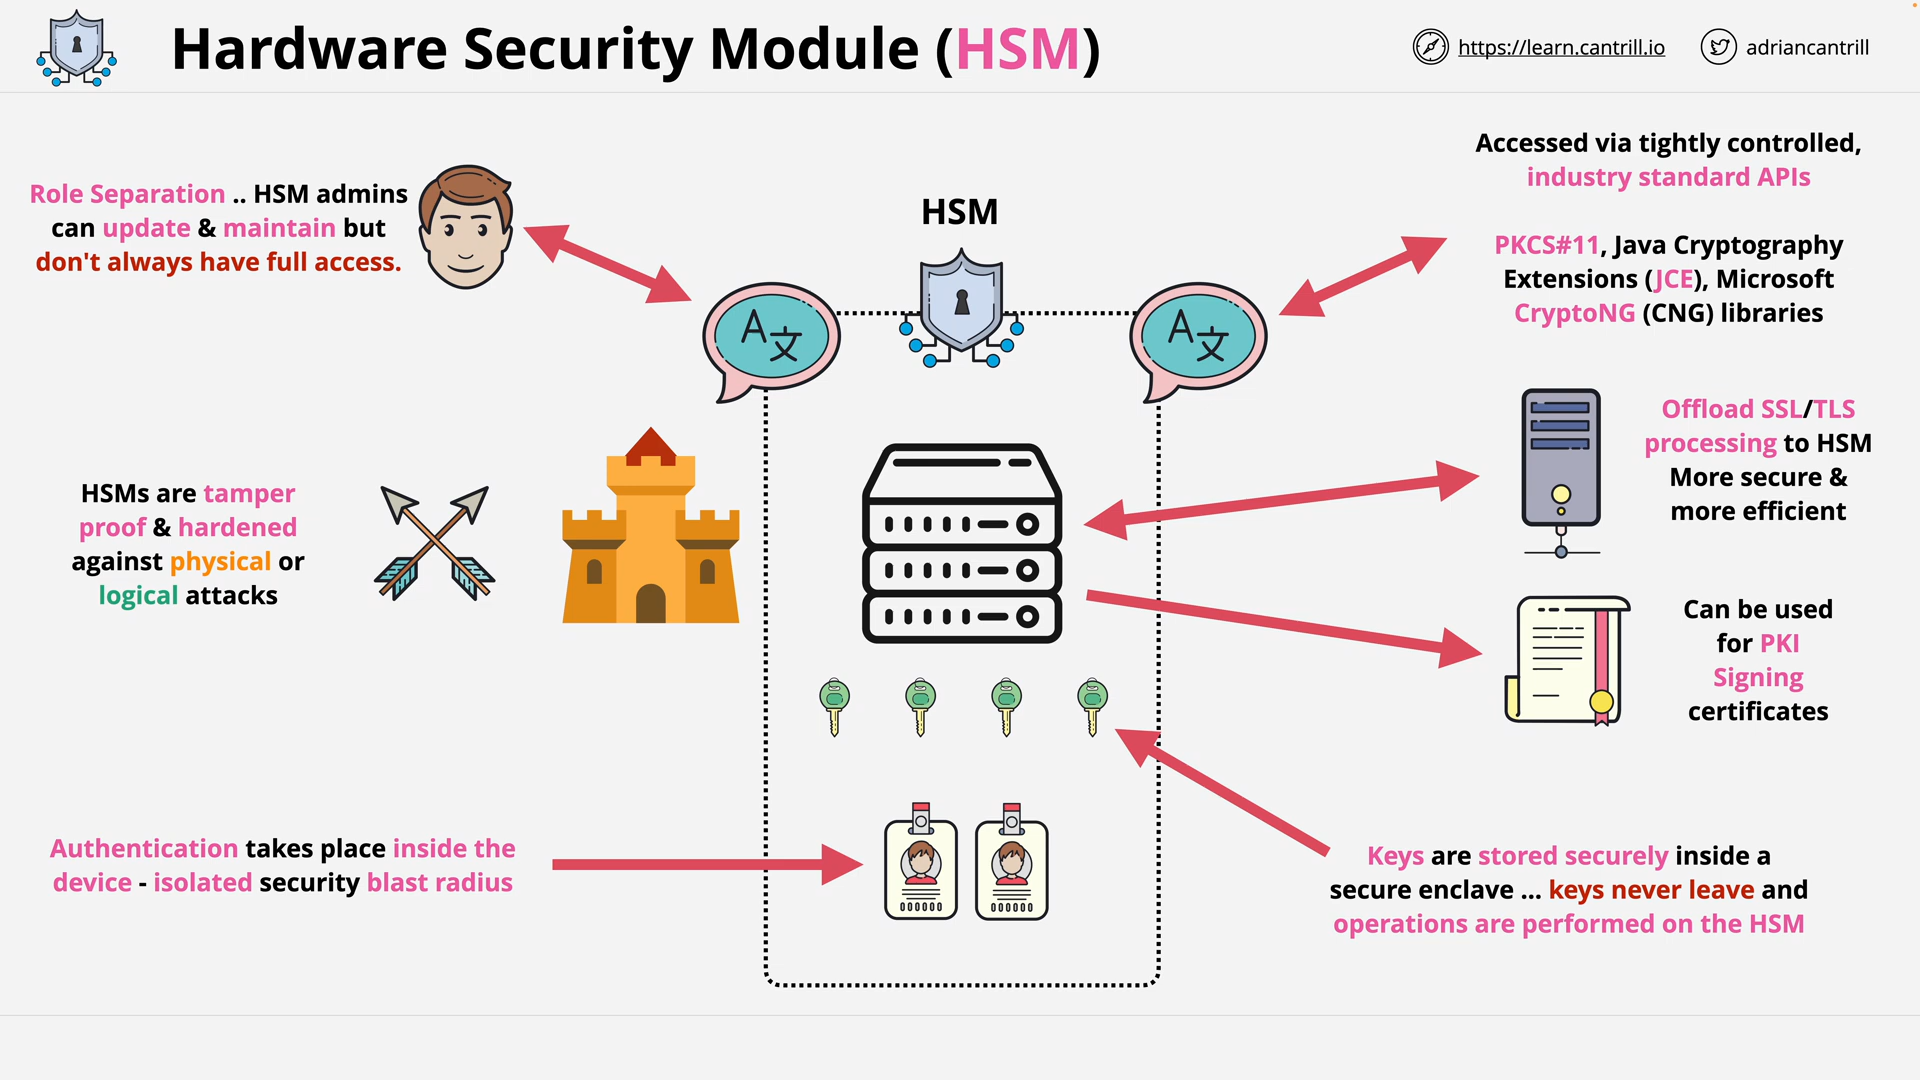 Hardware Security Module (HSM)
https://learn.cantrill.io
adriancantrill
Role Separation .. HSM admins
can update & maintain but
don't always have full access.
HSM
A文
A文
Accessed via tightly controlled,
industry standard APIs
PKCS#11, Java Cryptography
Extensions (JCE), Microsoft
CryptoNG (CNG) libraries
Offload SSL/TLS
processing to HSM
More secure &
more efficient
HSMs are tamper
proof & hardened
against physical or
logical attacks
Can be used
for PKI
Signing
certificates
Authentication takes place inside the
device - isolated security blast radius
Keys are stored securely inside a
secure enclave ... keys never leave and
operations are performed on the HSM